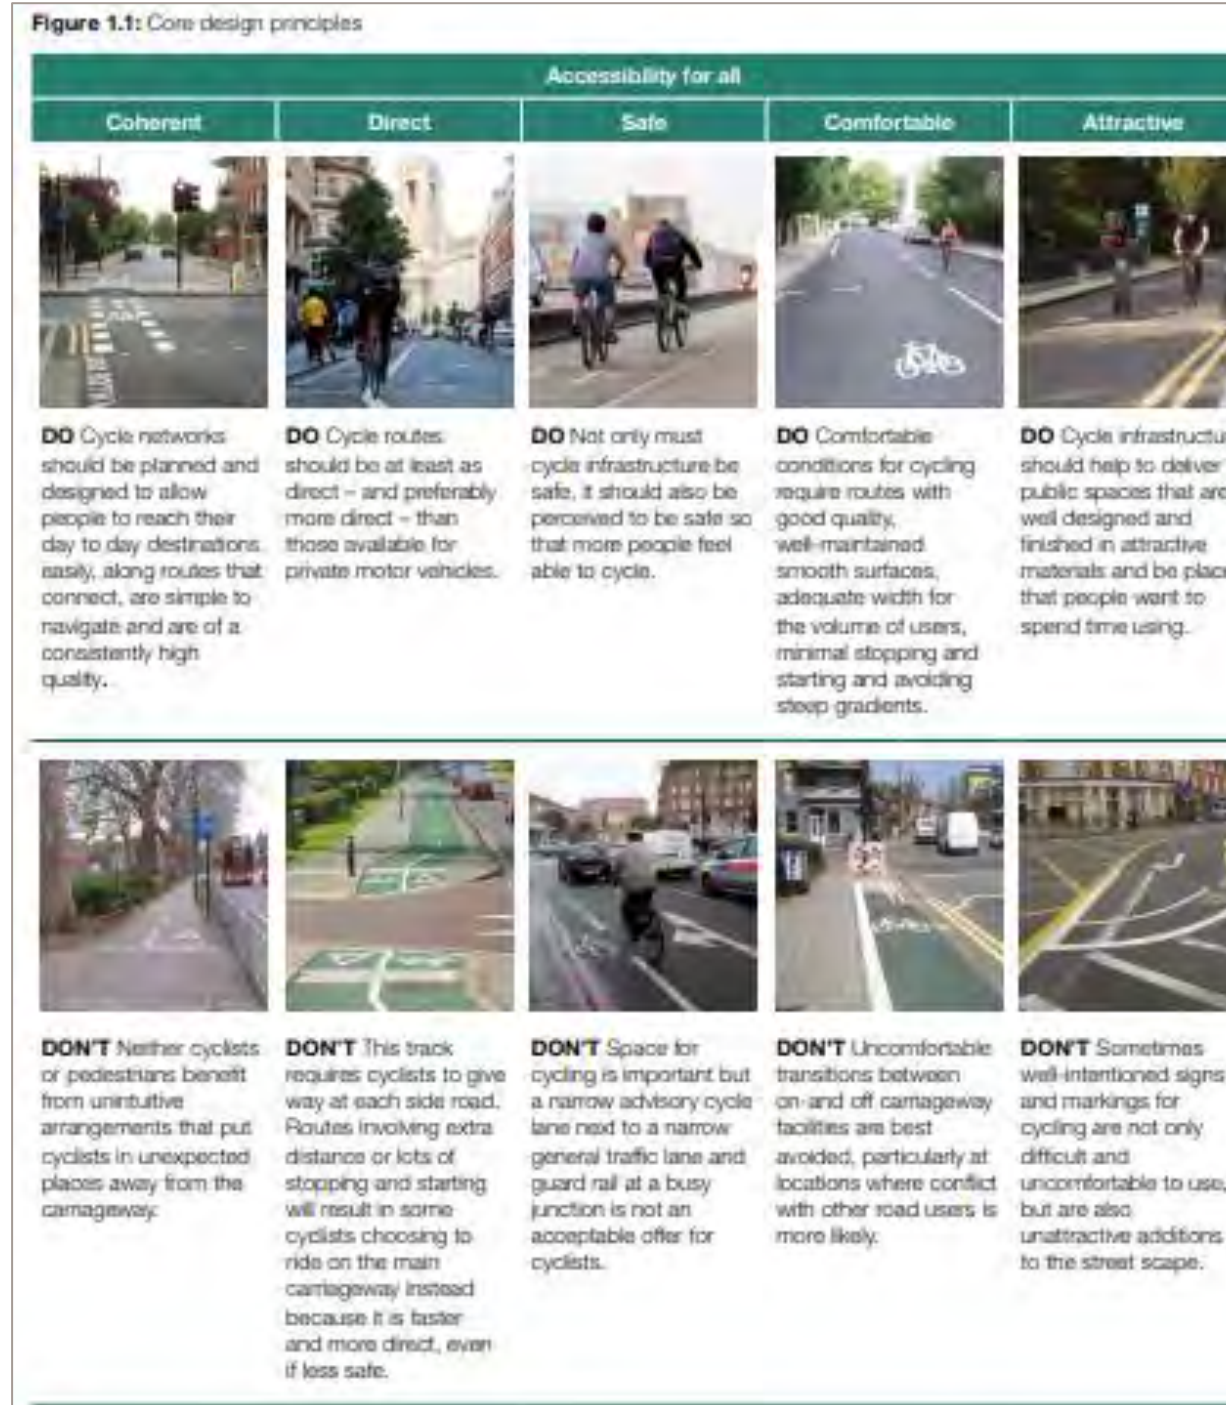 Figure 1.1: Core design principles
Accessibility for all
Coherent
Direct
Safe
Comfortable
Attractive
DO Cycle networks
should be planned and
designed to allow
people to reach their
day to day destinations
easily, along routes that
connect, are simple to
navigate and are of a
consistently high
quality.
DO Cycle routes
should be at least as
direct – and preferably
more direct – than
those available for
private motor vehicles.
DO Not only must
cycle infrastructure be
safe, it should also be
perceived to be safe so
that more people feel
able to cycle.
DO Comfortable
conditions for cycling
require routes with
good quality,
well-maintained
smooth surfaces,
adequate width for
the volume of users,
minimal stopping and
starting and avoiding
steep gradients.
DO Cycle infrastructu
should help to deliver
public spaces that are
well designed and
finished in attractive
materials and be place
that people want to
spend time using.
DON'T Neither cyclists
or pedestrians benefit
from unintuitive
arrangements that put
cyclists in unexpected
places away from the
carriageway.
DON'T This track
requires cyclists to give
way at each side road.
Routes involving extra
distance or lots of
stopping and starting
will result in some
cyclists choosing to
ride on the main
carriageway instead
because it is faster
and more direct, even
if less safe.
DON'T Space for
cycling is important but
a narrow advisory cycle
lane next to a narrow
general traffic lane and
guard rail at a busy
junction is not an
acceptable offer for
cyclists.
DON'T Uncomfortable
transitions between
on-and off carriageway
facilities are best
avoided, particularly at
locations where conflict
with other road users is
more likely.
DON'T Sometimes
well-intentioned signs
and markings for
cycling are not only
difficult and
uncomfortable to use,
but are also
unattractive additions
to the street scape.